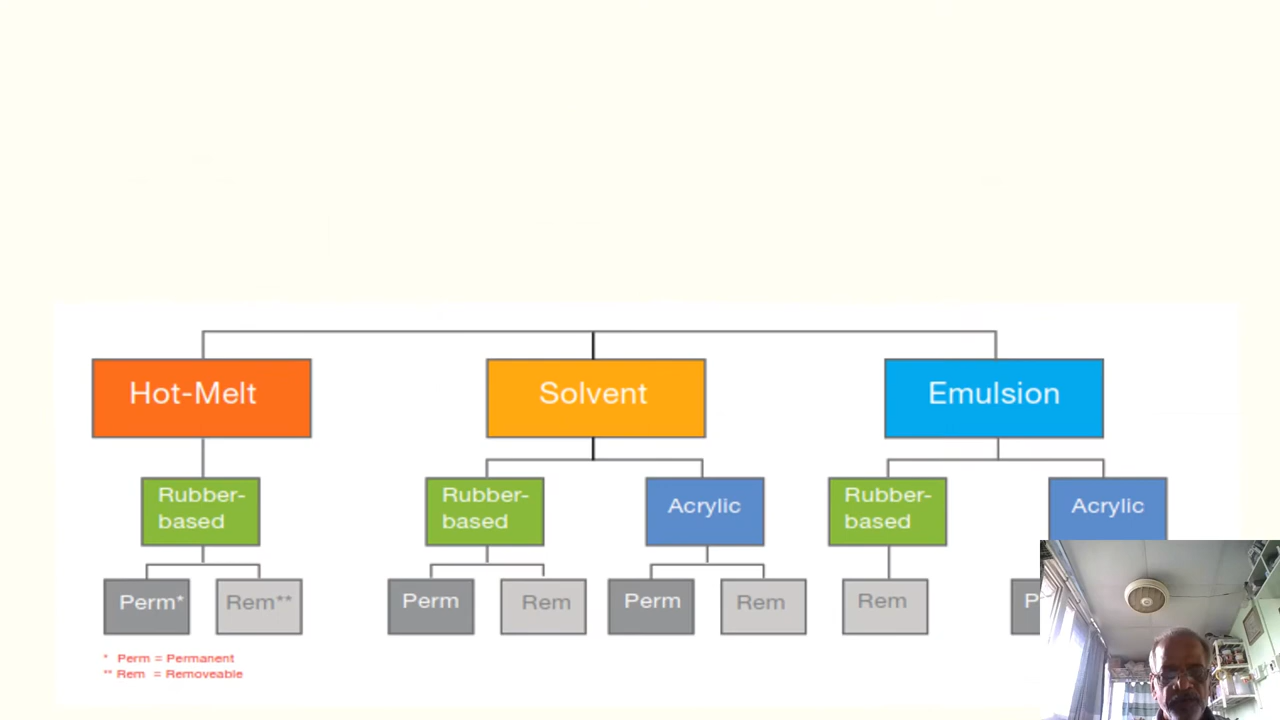 Hot-Melt
Solvent
Emulsion
Rubber-
based
Rubber-
based
Acrylic
Rubber-
based
Acrylic
Perm*
Rem**
Perm
Rem
Perm
Rem
Rem
* Perm = Permanent
** Rem = Removeable